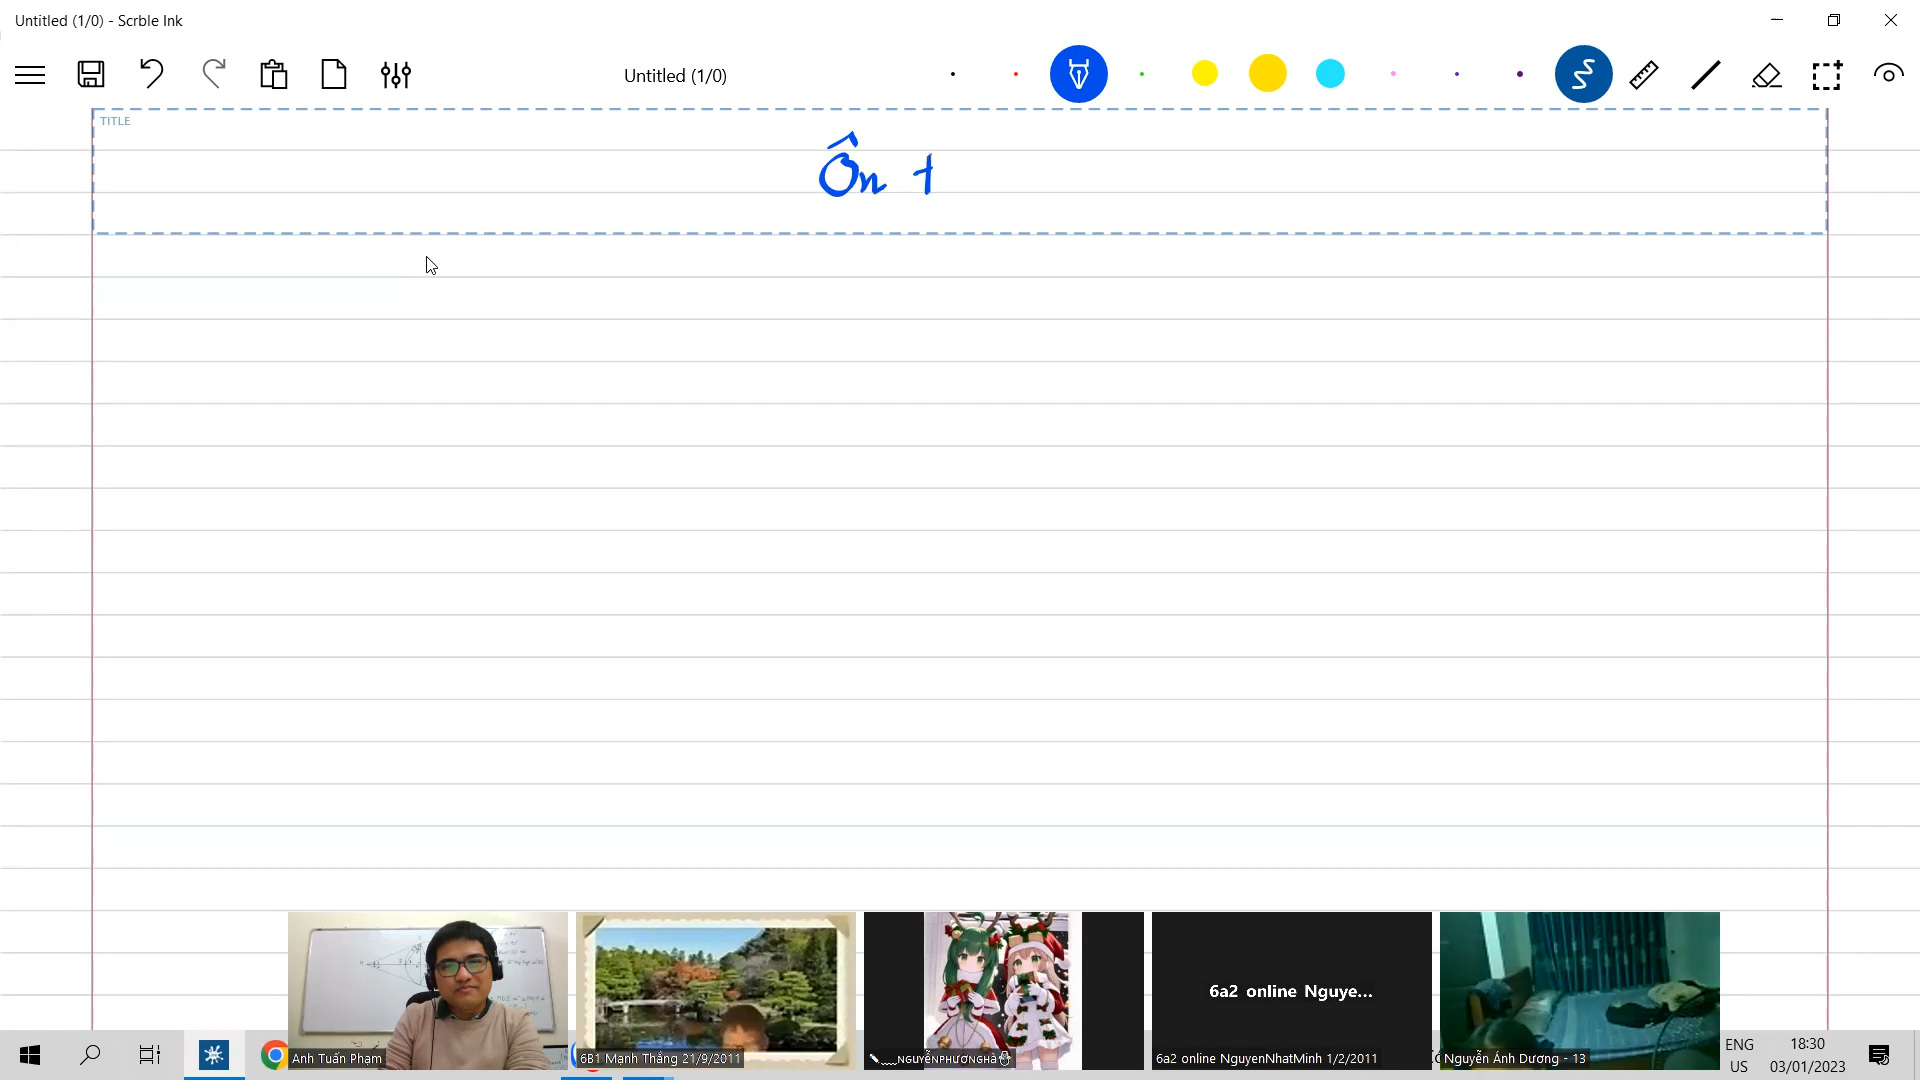 Untitled (1/0) - Scrble Ink
Untitled (1/0)
TITLE
Ôn t
6a2 online Nguye...
Anh Tuấn Phạm
6B1 Mạnh Thắng 21/9/2011
NGUYỄNPHƯƠNGHÀ
6a2 online NguyenNhatMinh 1/2/2011
Nguyễn Ánh Dương - 13
ENG
US
18:30
03/01/2023